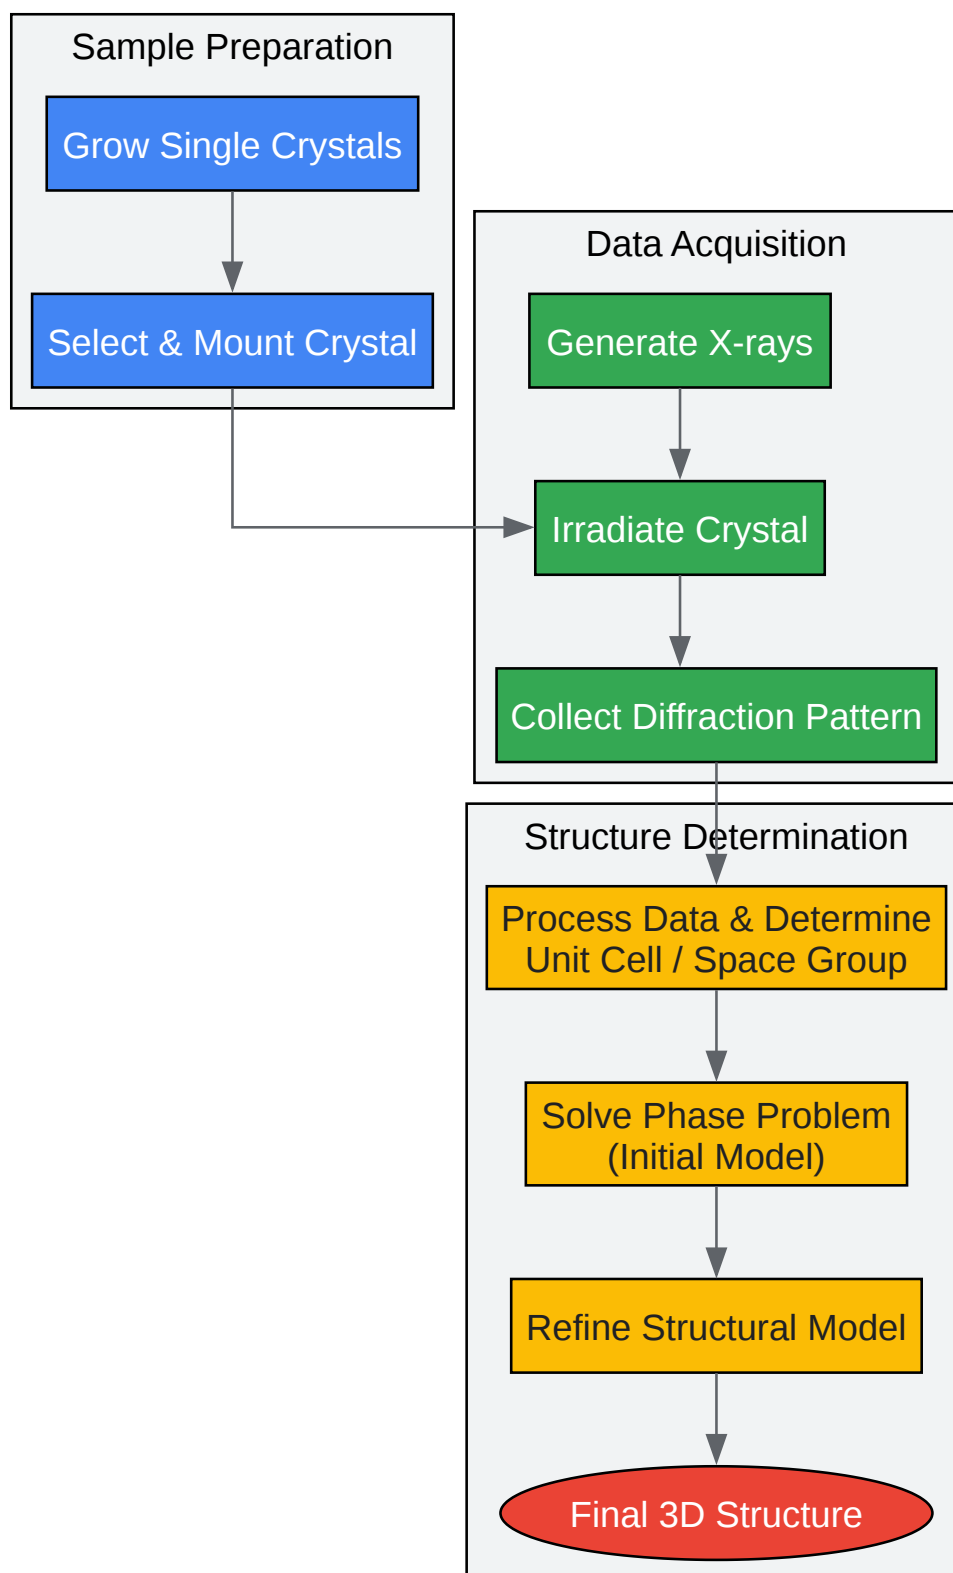 Sample Preparation
Grow Single Crystals
Select & Mount Crystal
Data Acquisition
Generate X-rays
Irradiate Crystal
Collect Diffraction Pattern
Structure Determination
Process Data & Determine
Unit Cell / Space Group
Solve Phase Problem
(Initial Model)
Refine Structural Model
Final 3D Structure